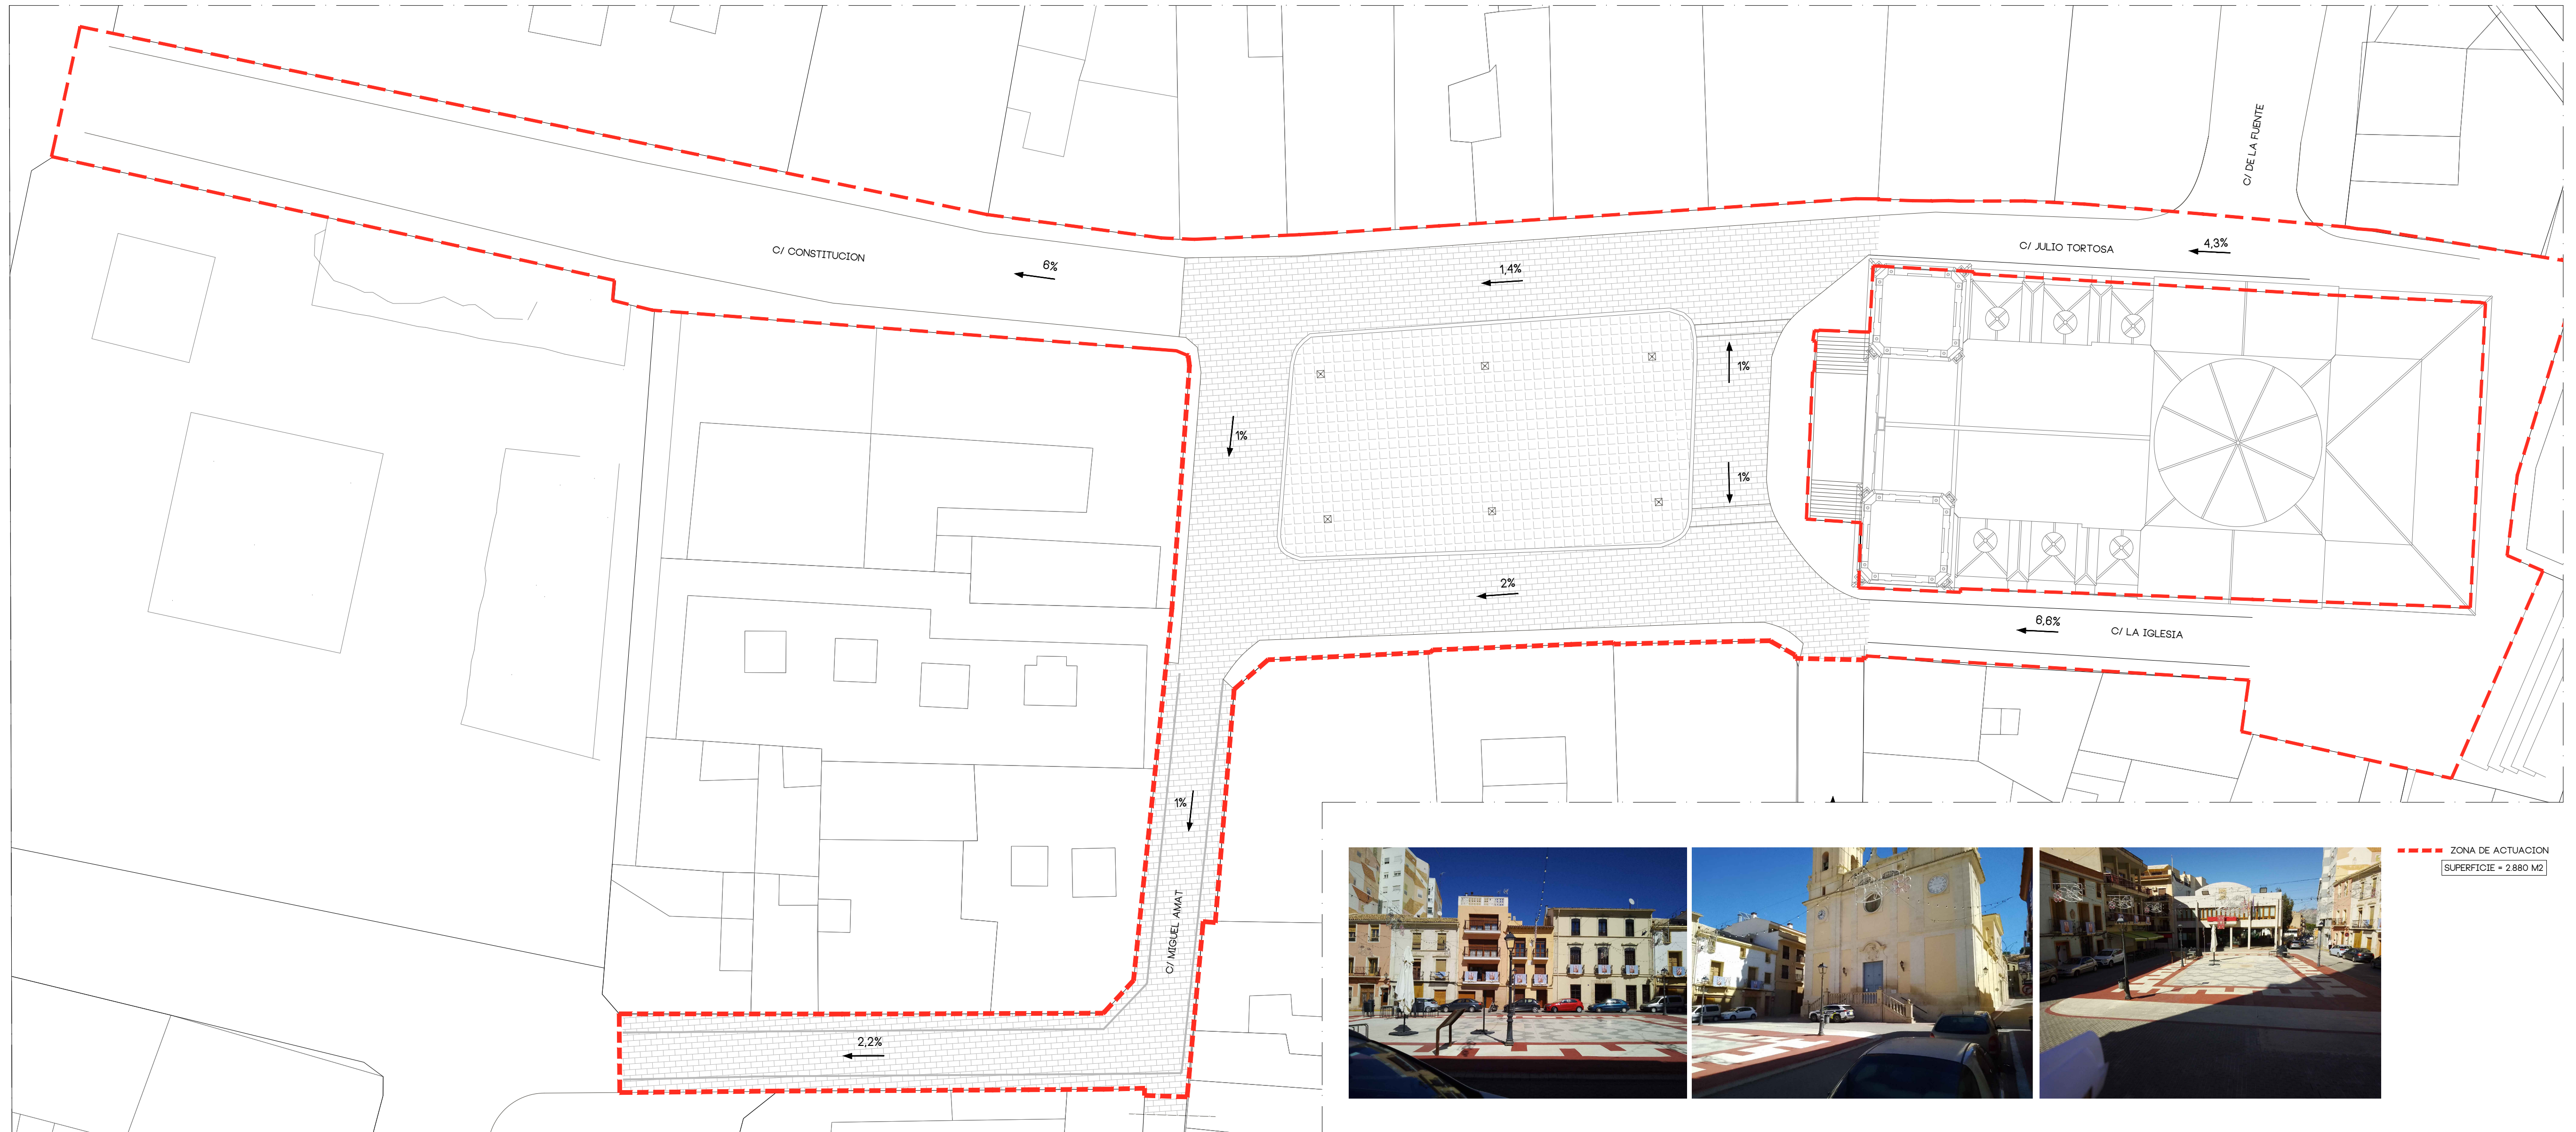 C/ DE LA FUENTE
C/ CONSTITUCION
6%
1,4%
C/ JULIO TORTOSA
4,3%
1%
1%
1%
2%
6,6%
C/ LA IGLESIA
1%
C/ MIGUEL AMAT
2,2%
ZONA DE ACTUACION
SUPERFICIE = 2.880 M2